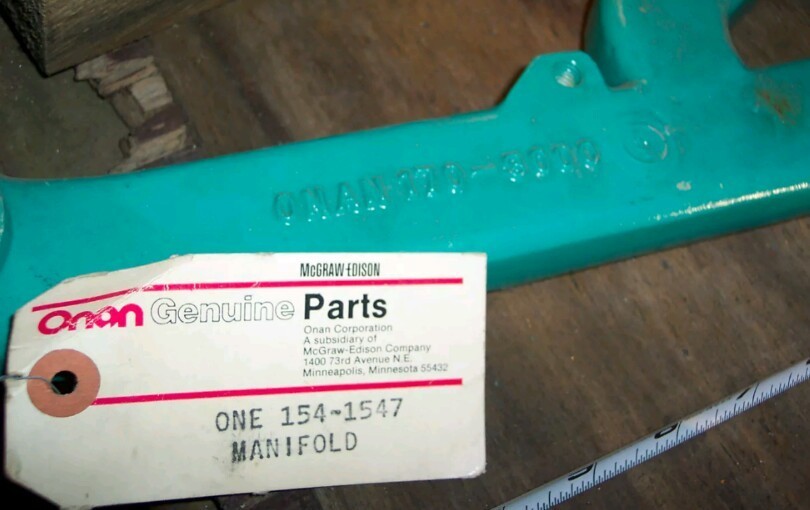 ONAN
McGRAW-EDISON
Onan Genuine Parts
Onan Corporation
A subsidiary of
McGraw-Edison Company
1400 73rd Avenue N.E.
Minneapolis, Minnesota 55432
ONE 154-1547
MANIFOLD